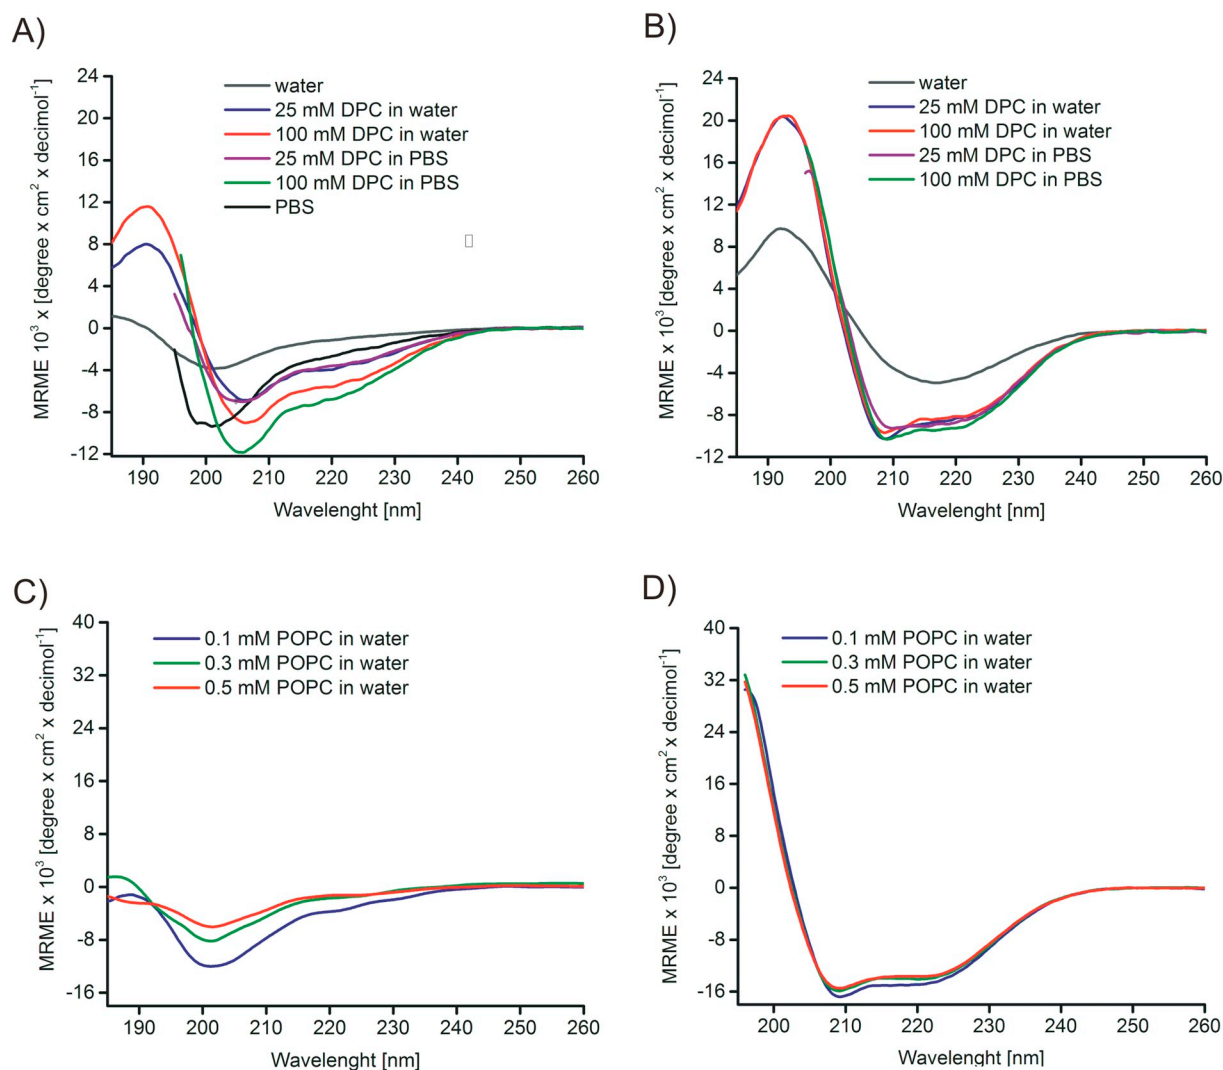 A)
MRME 10³ x [degree x cm² x decimol⁻¹]
24
20
16
12
8
4
0
-4
-8
-12
water
25 mM DPC in water
100 mM DPC in water
25 mM DPC in PBS
100 mM DPC in PBS
PBS
190 200 210 220 230 240 250 260
Wavelenght [nm]
B)
MRME x 10³ [degree x cm² x decimol⁻¹]
24
20
16
12
8
4
0
-4
-8
-12
water
25 mM DPC in water
100 mM DPC in water
25 mM DPC in PBS
100 mM DPC in PBS
190 200 210 220 230 240 250 260
Wavelenght [nm]
C)
MRME x 10³ [degree x cm² x decimol⁻¹]
40
32
24
16
8
0
-8
-16
0.1 mM POPC in water
0.3 mM POPC in water
0.5 mM POPC in water
190 200 210 220 230 240 250 260
Wavelenght [nm]
D)
MRME x 10³ [degree x cm² x decimol⁻¹]
40
32
24
16
8
0
-8
-16
0.1 mM POPC in water
0.3 mM POPC in water
0.5 mM POPC in water
200 210 220 230 240 250 260
Wavelenght [nm]